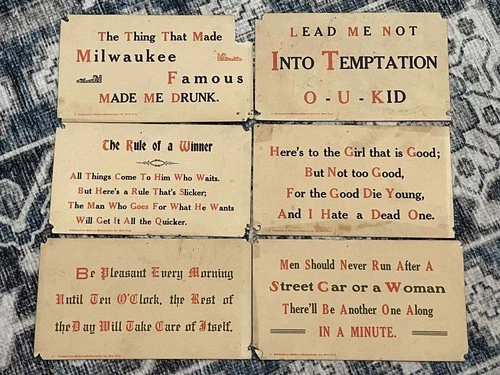 The Thing That Made
Milwaukee
Famous
MADE ME DRUNK.
LEAD ME NOT
INTO TEMPTATION
O - U - KID
The Rule of a Winner
All Things Come To Him Who Waits.
But Here's a Rule That's Slicker;
The Man Who Goes For What He Wants
Will Get It All the Quicker.
Here's to the Girl that is Good;
But Not too Good,
For the Good Die Young,
And I Hate a Dead One.
Be Pleasant Every Morning
Until Ten O'Clock, the Rest of
the Day Will Take Care of Itself.
Men Should Never Run After A
Street Car or a Woman
There'll Be Another One Along
IN A MINUTE.